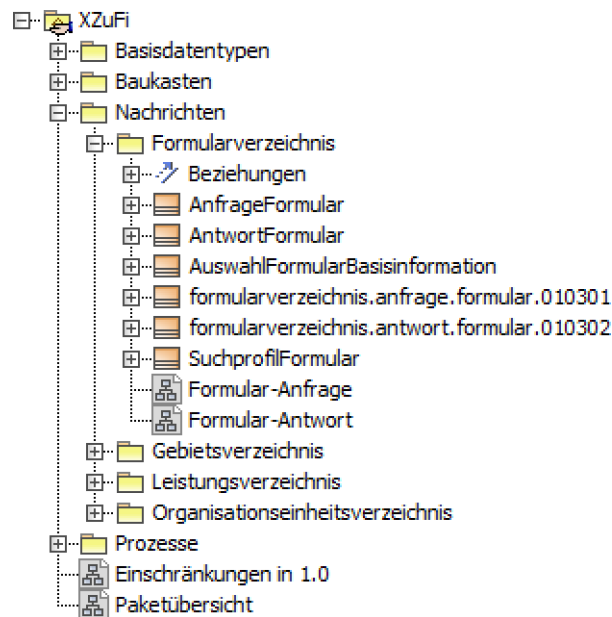 XZuFi
Basisdatentypen
Baukasten
Nachrichten
Formularverzeichnis
Beziehungen
AnfrageFormular
AntwortFormular
AuswahlFormularBasisinformation
formularverzeichnis.anfrage.formular.010301
formularverzeichnis.antwort.formular.010302
SuchprofilFormular
Formular-Anfrage
Formular-Antwort
Gebietsverzeichnis
Leistungsverzeichnis
Organisationseinheitsverzeichnis
Prozesse
Einschränkungen in 1.0
Paketübersicht